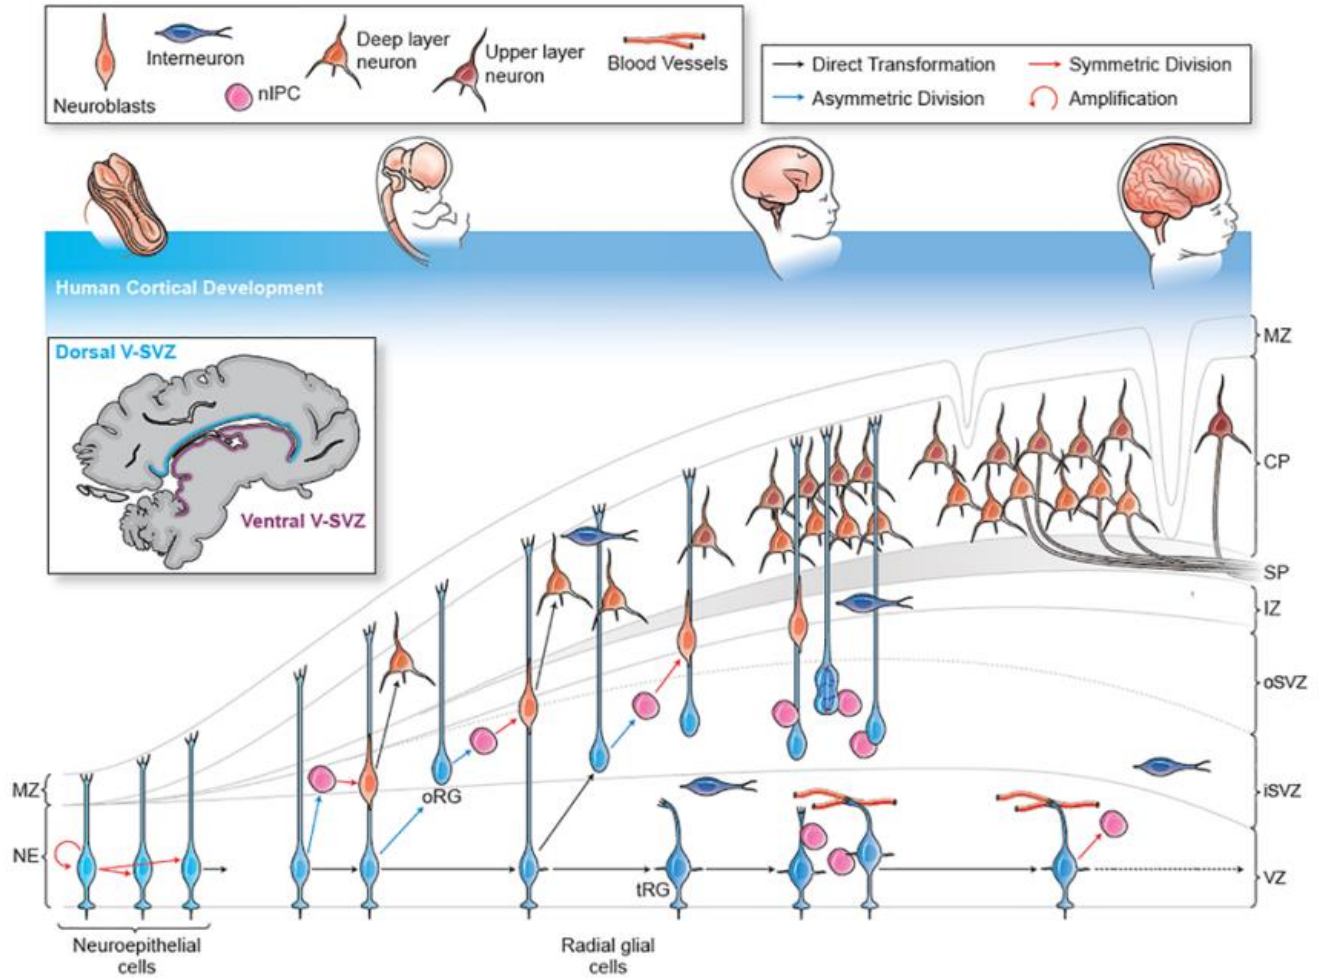 Neuroblasts
Interneuron
nIPC
Deep layer
neuron
Upper layer
neuron
Blood Vessels
Direct Transformation
Symmetric Division
Asymmetric Division
Amplification
Human Cortical Development
Dorsal V-SVZ
Ventral V-SVZ
MZ
CP
SP
IZ
oSVZ
iSVZ
VZ
MZ
NE
oRG
tRG
Neuroepithelial
cells
Radial glial
cells